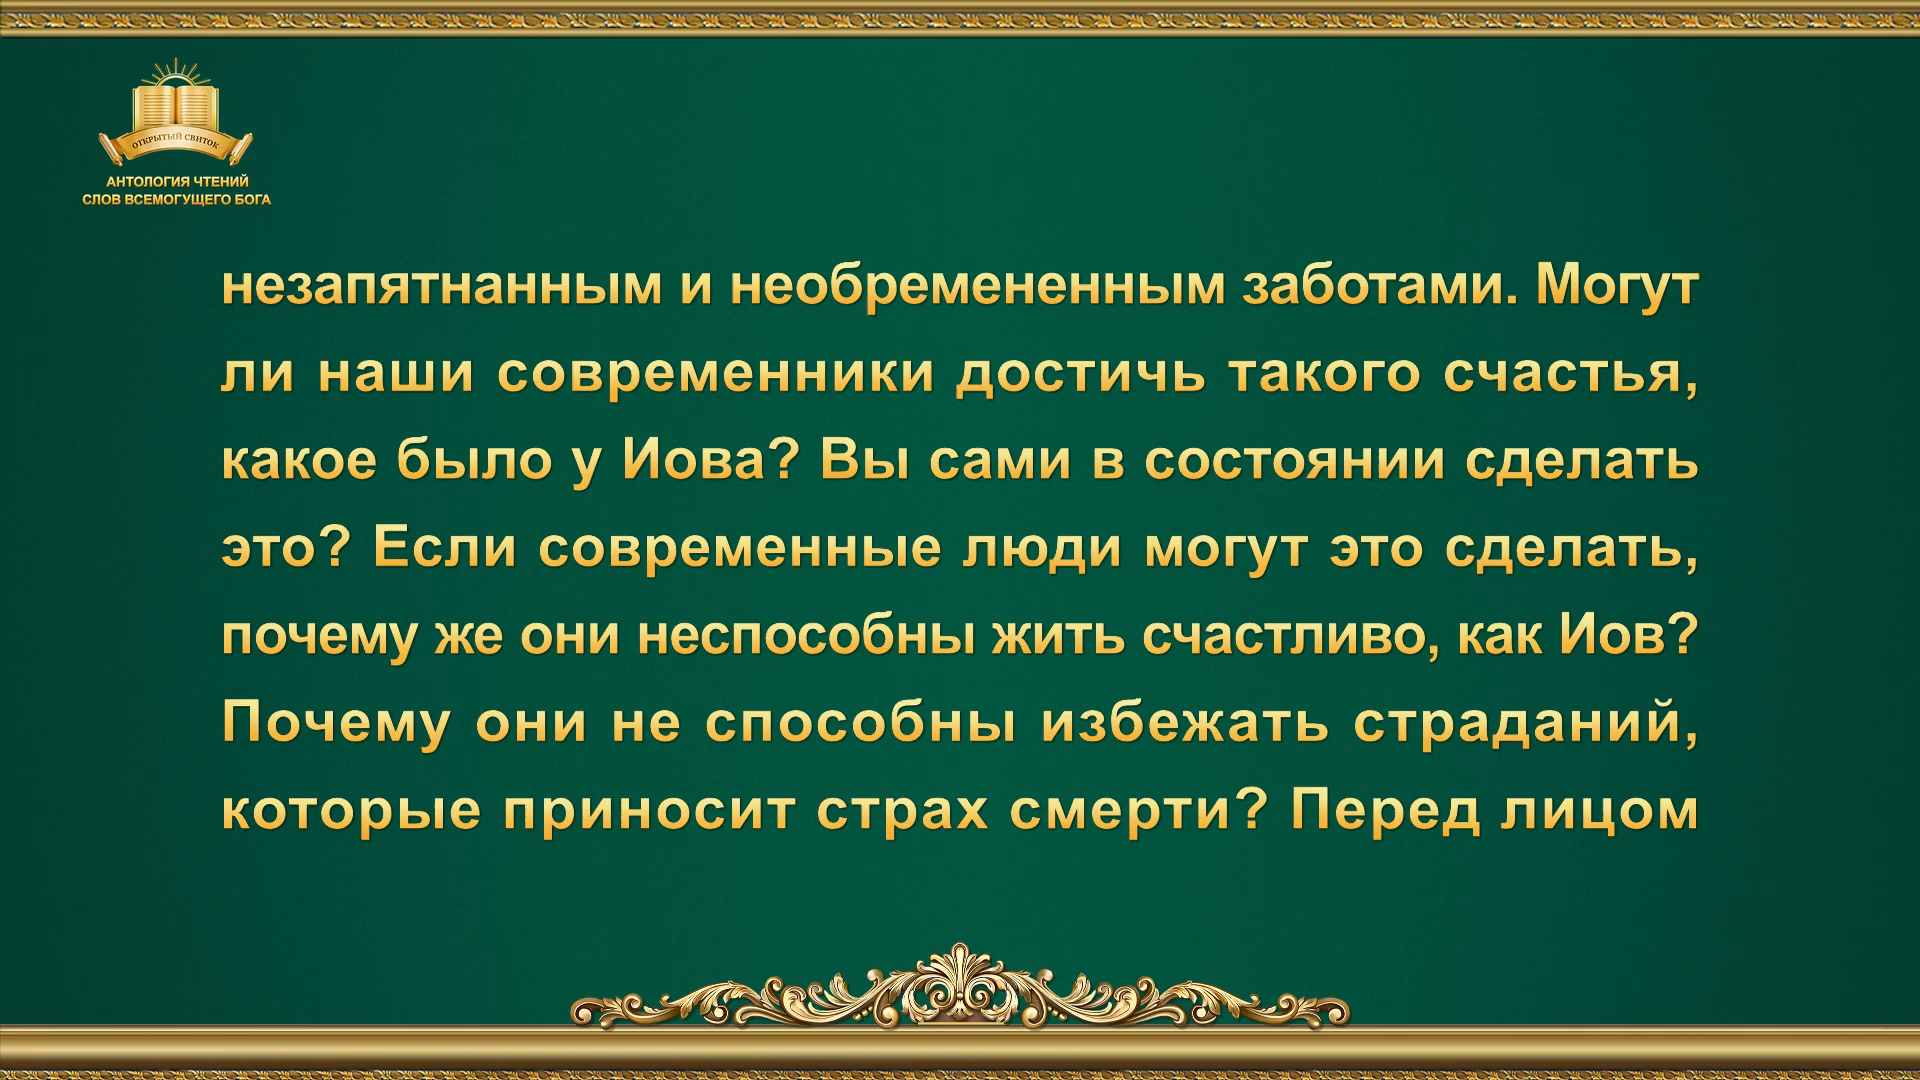 ОТКРЫТЫЙ СВИТОК
АНТОЛОГИЯ ЧТЕНИЙ
СЛОВ ВСЕМОГУЩЕГО БОГА
незапятнанным и необремененным заботами. Могут
ли наши современники достичь такого счастья,
какое было у Иова? Вы сами в состоянии сделать
это? Если современные люди могут это сделать,
почему же они неспособны жить счастливо, как Иов?
Почему они не способны избежать страданий,
которые приносит страх смерти? Перед лицом